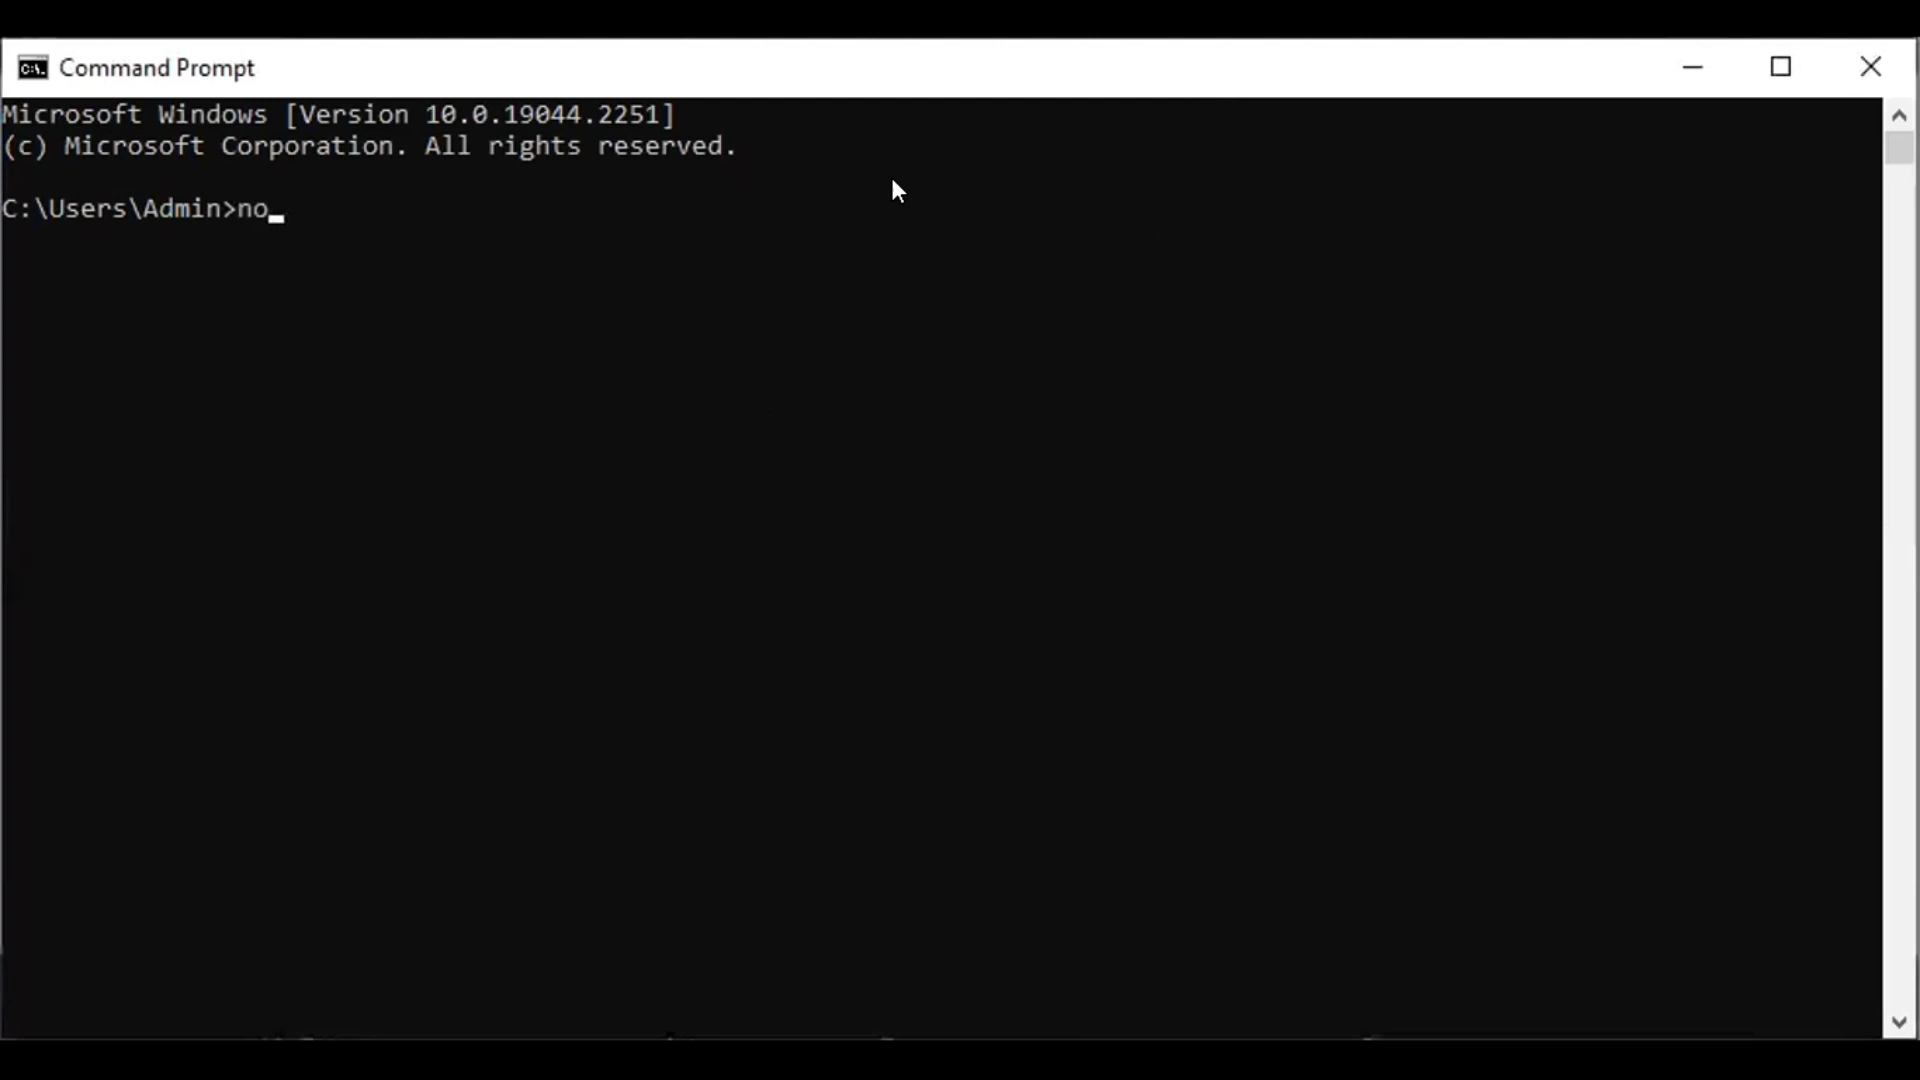 Command Prompt
Microsoft Windows [Version 10.0.19044.2251]
(c) Microsoft Corporation. All rights reserved.
C:\Users\Admin>no